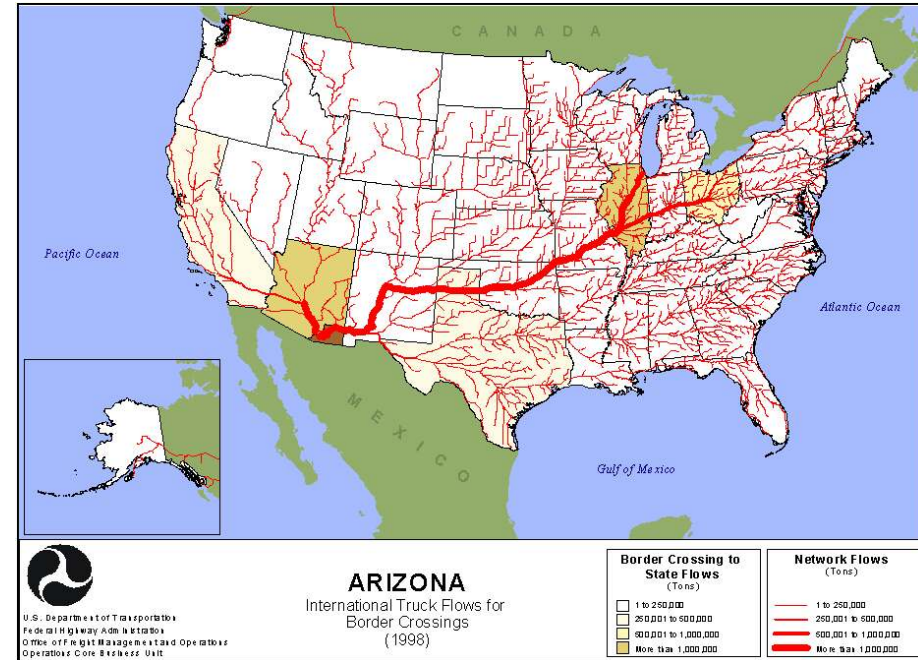 CANADA
Pacific Ocean
Atlantic Ocean
MEXICO
Gulf of Mexico
U.S. Department of Transportation
Federal Highway Administration
Office of Freight Management and Operations
Operations Core Business Unit
ARIZONA
International Truck Flows for
Border Crossings
(1998)
Border Crossing to
State Flows
(Tons)
1 to 250,000
250,001 to 500,000
500,001 to 1,000,000
More than 1,000,000
Network Flows
(Tons)
1 to 250,000
250,001 to 500,000
500,001 to 1,000,000
More than 1,000,000